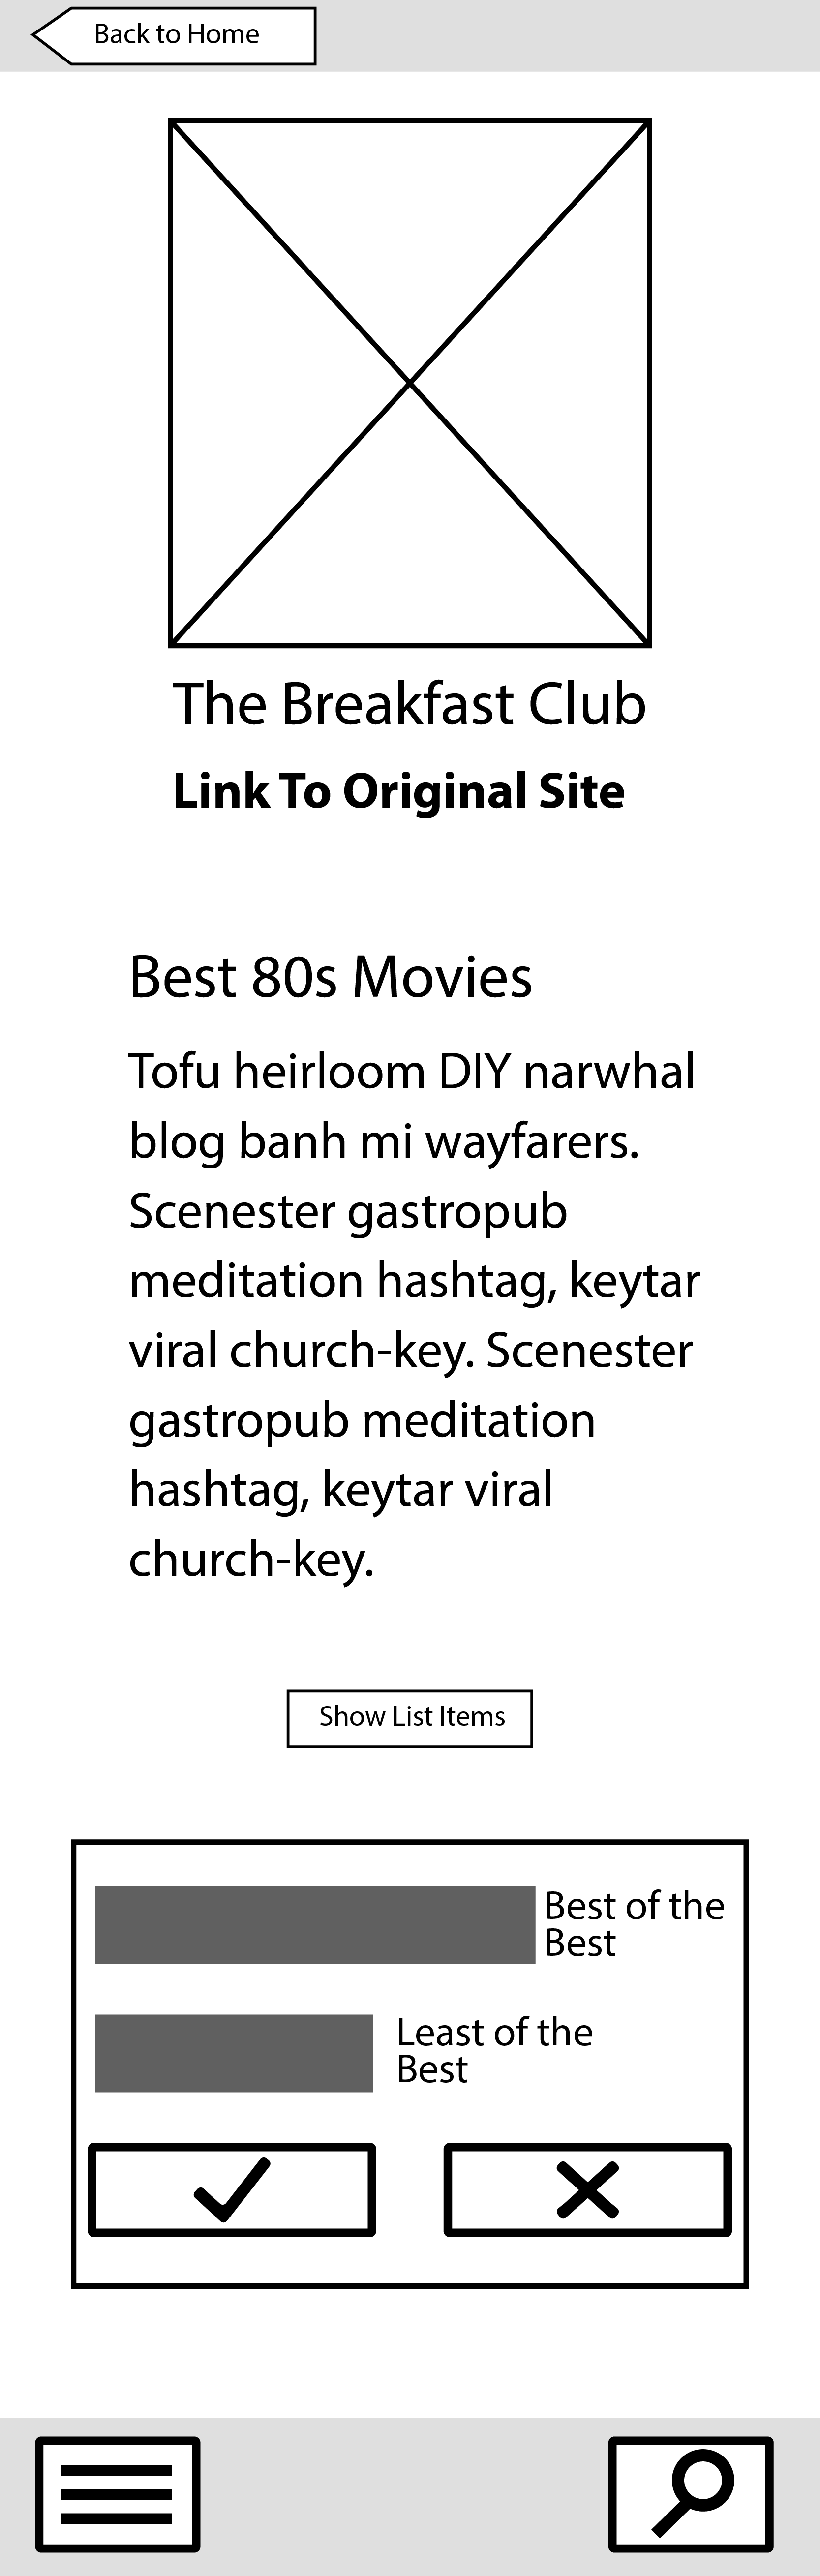 Back to Home
The Breakfast Club
Link To Original Site
Best 80s Movies
Tofu heirloom DIY narwhal
blog banh mi wayfarers.
Scenester gastropub
meditation hashtag, keytar
viral church-key. Scenester
gastropub meditation
hashtag, keytar viral
church-key.
Show List Items
Best of the
Best
Least of the
Best